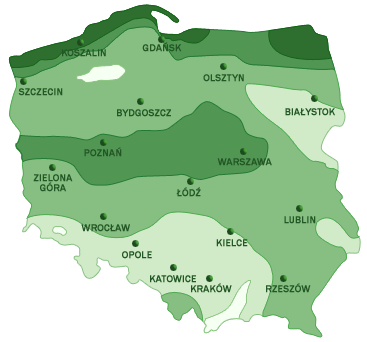 KOSZALIN
GDAŃSK
OLSZTYN
SZCZECIN
BYDGOSZCZ
BIAŁYSTOK
POZNAŃ
WARSZAWA
ZIELONA
GÓRA
ŁÓDŹ
WROCŁAW
LUBLIN
KIELCE
OPOLE
KATOWICE
KRAKÓW
RZESZÓW